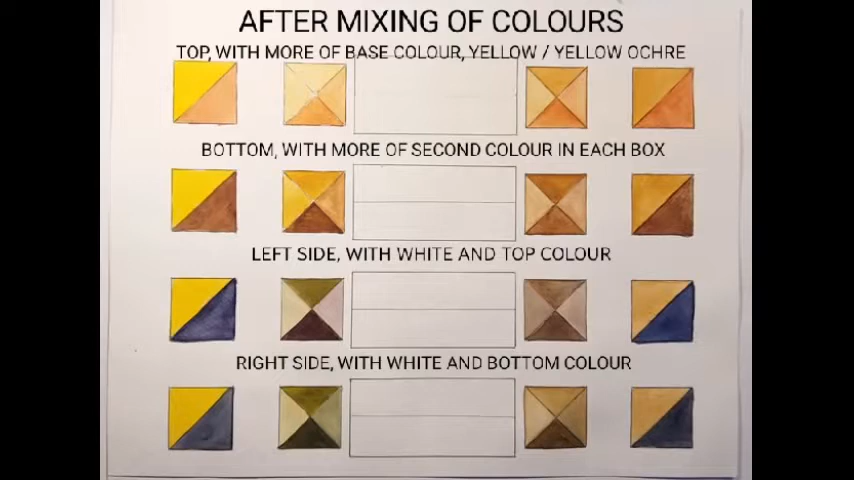 AFTER MIXING OF COLOURS
TOP, WITH MORE OF BASE COLOUR, YELLOW / YELLOW OCHRE
BOTTOM, WITH MORE OF SECOND COLOUR IN EACH BOX
LEFT SIDE, WITH WHITE AND TOP COLOUR
RIGHT SIDE, WITH WHITE AND BOTTOM COLOUR